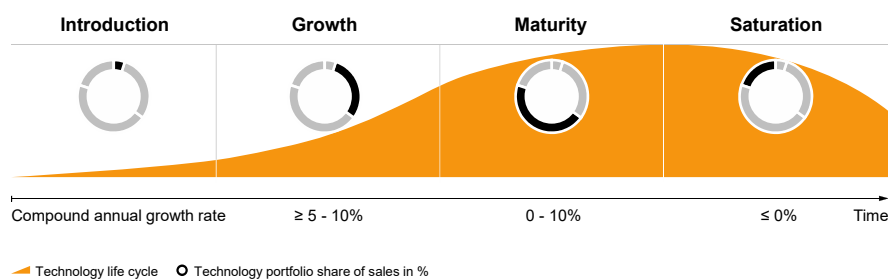 Introduction Growth Maturity Saturation
Compound annual growth rate ≥ 5 - 10% 0 - 10% ≤ 0% Time
Technology life cycle Technology portfolio share of sales in %